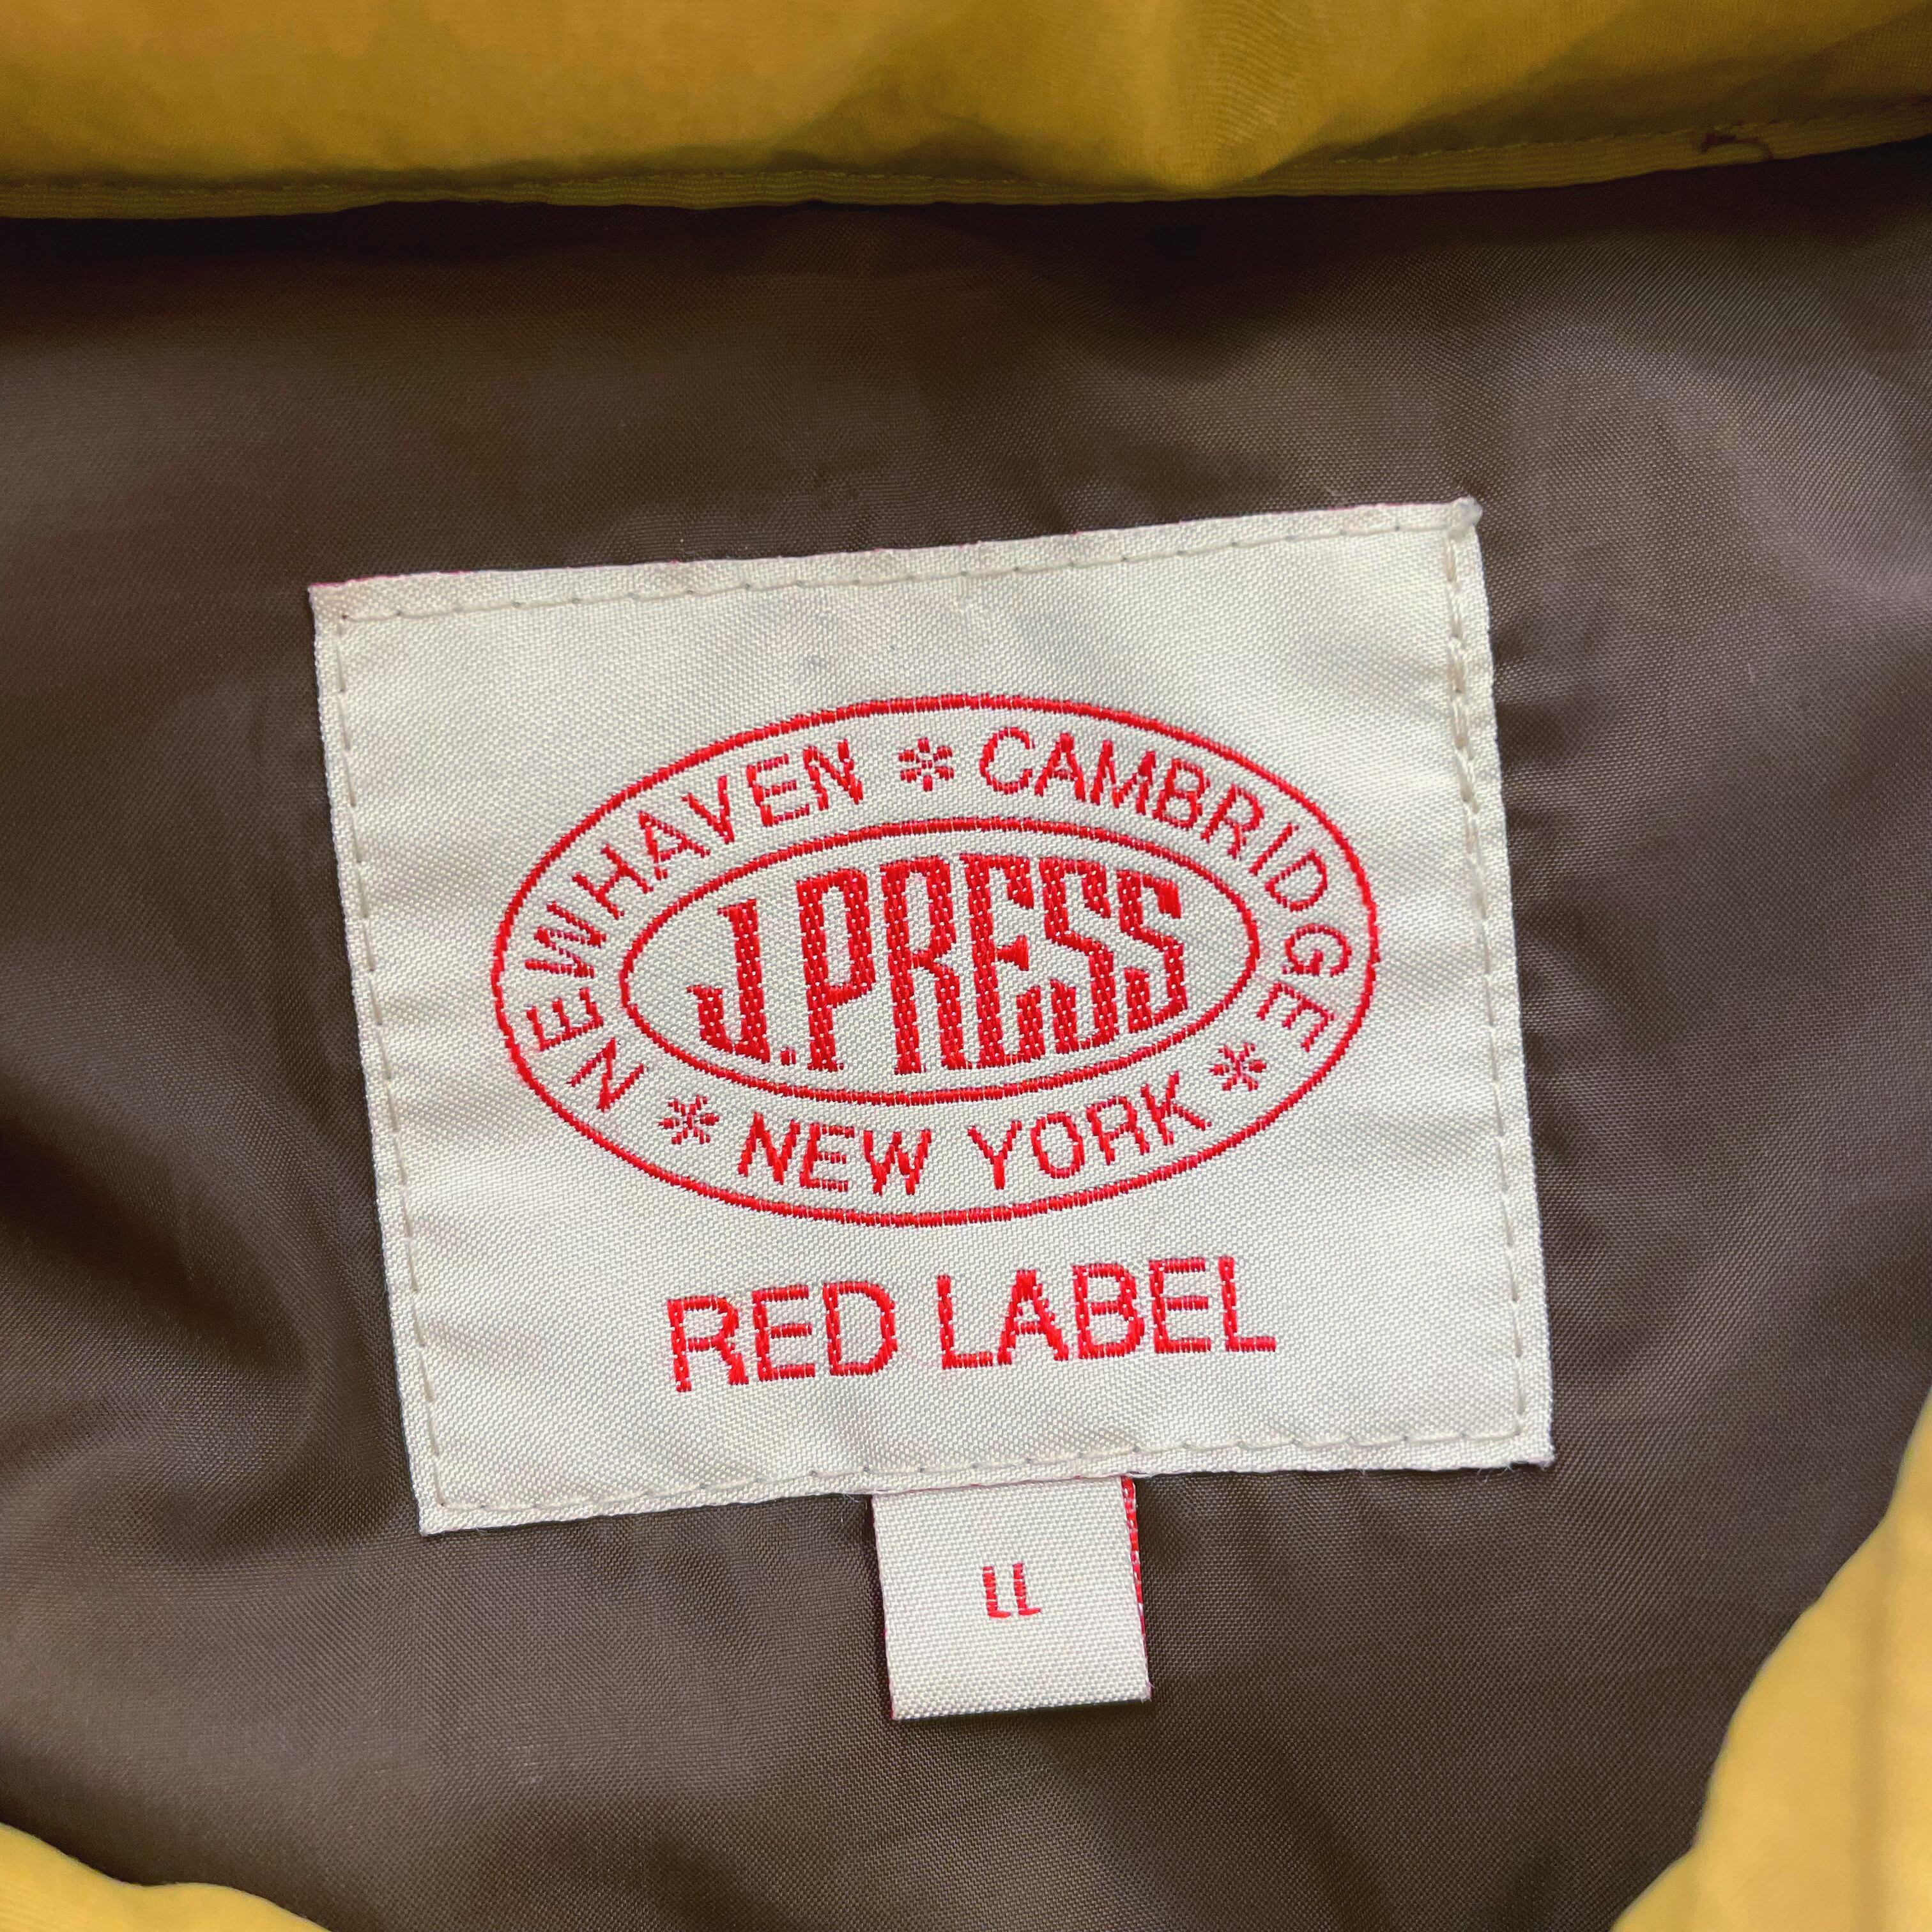 NEWHAVEN * CAMBRIDGE
J.PRESS
* NEW YORK *
RED LABEL
LL